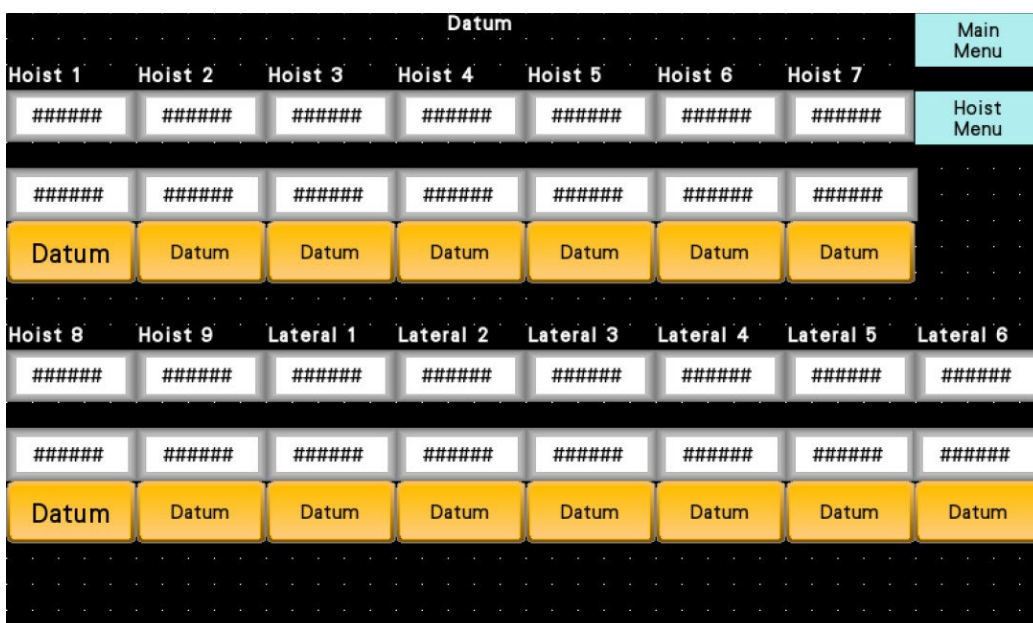 Datum
Main
Menu
Hoist 1 Hoist 2 Hoist 3 Hoist 4 Hoist 5 Hoist 6 Hoist 7
###### ###### ###### ###### ###### ###### ######
Hoist
Menu
###### ###### ###### ###### ###### ###### ######
Datum Datum Datum Datum Datum Datum Datum
Hoist 8 Hoist 9 Lateral 1 Lateral 2 Lateral 3 Lateral 4 Lateral 5 Lateral 6
###### ###### ###### ###### ###### ###### ###### ######
###### ###### ###### ###### ###### ###### ###### ######
Datum Datum Datum Datum Datum Datum Datum Datum